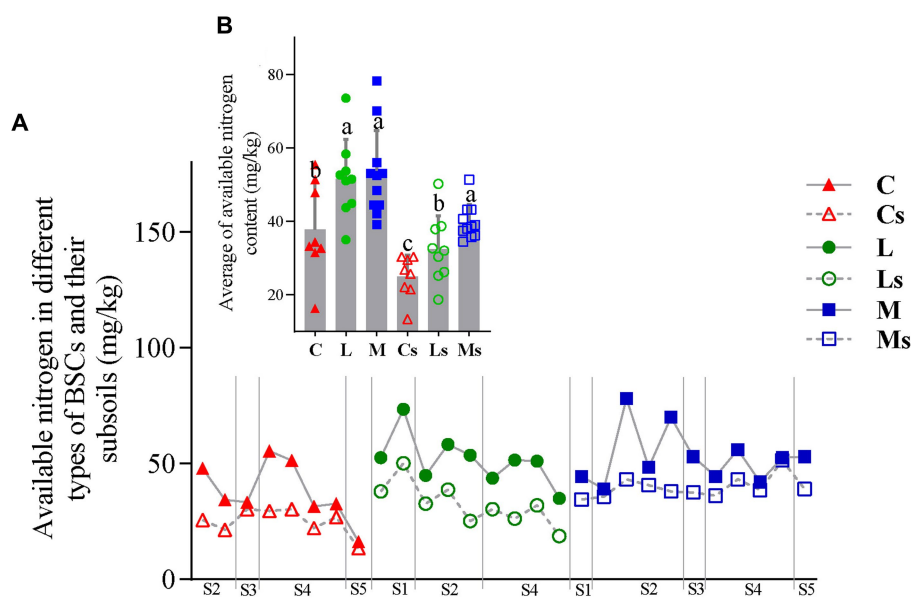 B
A
Average of available nitrogen
content (mg/kg)
80
60
40
20
b
a
a
c
b
a
C L M Cs Ls Ms
Available nitrogen in different
types of BSCs and their
subsoils (mg/kg)
150
100
50
0
S2 S3 S4 S5 S1 S2 S4 S1 S2 S3 S4 S5
C
Cs
L
Ls
M
Ms